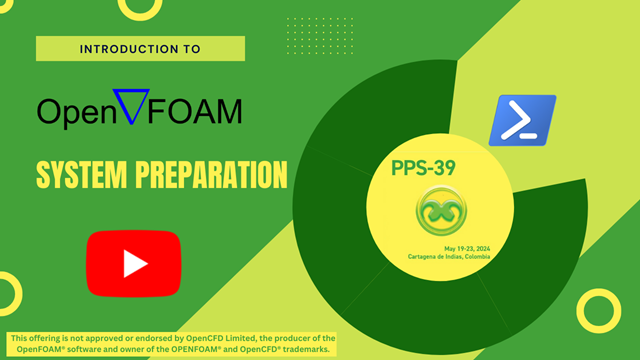 INTRODUCTION TO
Open∇FOAM
SYSTEM PREPARATION
PPS-39
May 19-23, 2024
Cartagena de Indias, Colombia
This offering is not approved or endorsed by OpenCFD Limited, the producer of the
OpenFOAM® software and owner of the OPENFOAM® and OpenCFD® trademarks.